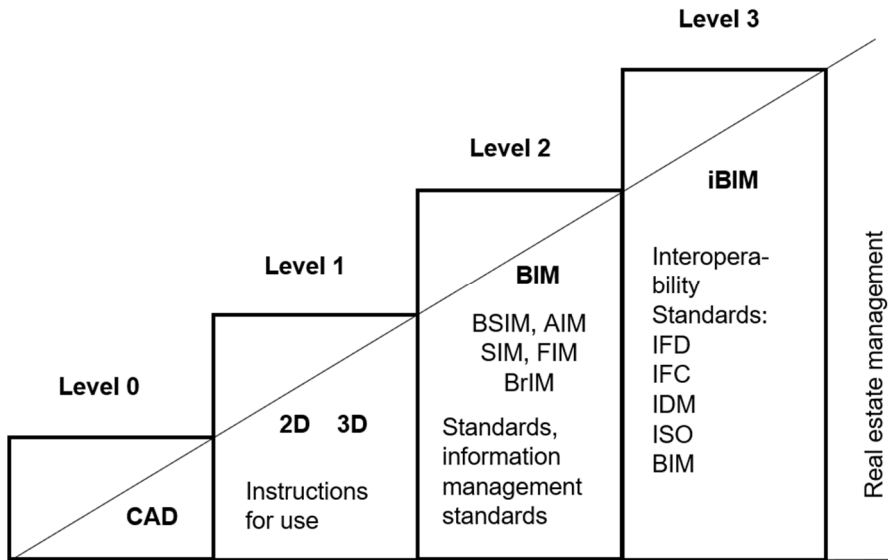 Level 0
CAD
Level 1
2D 3D
Instructions
for use
Level 2
BIM
BSIM, AIM
SIM, FIM
BrIM
Standards,
information
management
standards
Level 3
iBIM
Interopera-
bility
Standards:
IFD
IFC
IDM
ISO
BIM
Real estate management